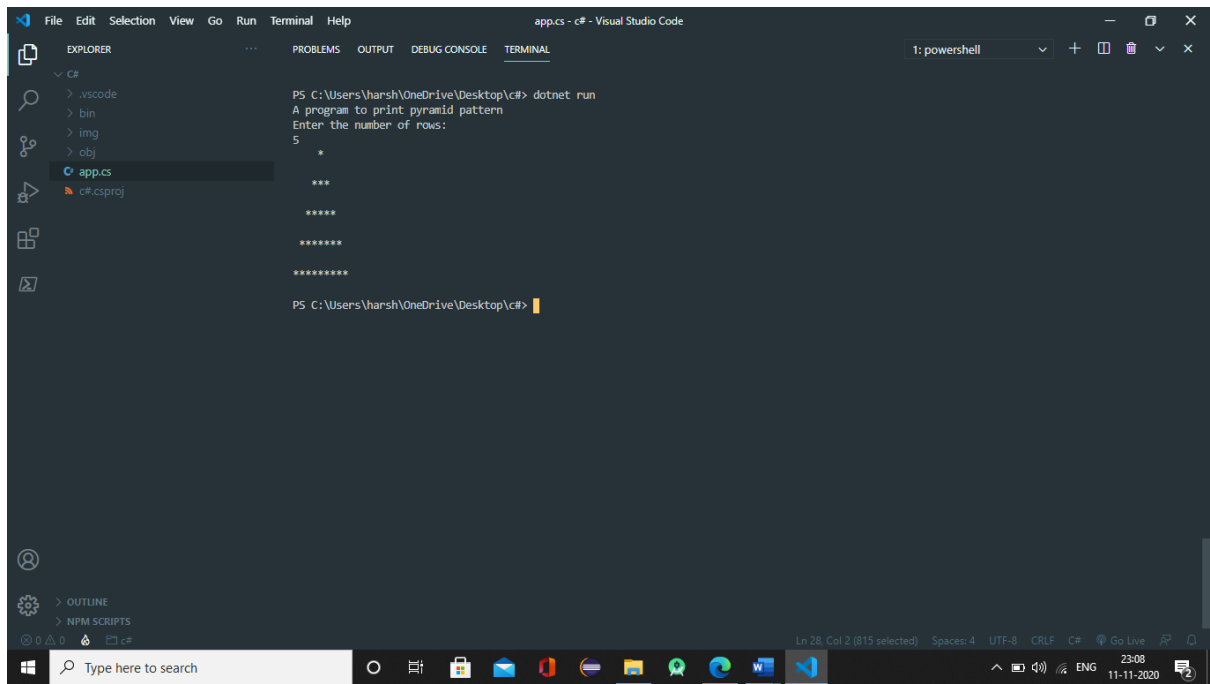 File Edit Selection View Go Run Terminal Help app.cs - c# - Visual Studio Code
EXPLORER ... PROBLEMS OUTPUT DEBUG CONSOLE TERMINAL 1: powershell
C#
.vscode
bin
img
obj
app.cs
c#.csproj
PS C:\Users\harsh\OneDrive\Desktop\c#> dotnet run
A program to print pyramid pattern
Enter the number of rows:
5
    *
   ***
  *****
 *******
*********
PS C:\Users\harsh\OneDrive\Desktop\c#>
OUTLINE
NPM SCRIPTS
0 0 c# Ln 28, Col 2 (815 selected) Spaces: 4 UTF-8 CRLF C# Go Live
Type here to search W ENG 23:08
11-11-2020 2